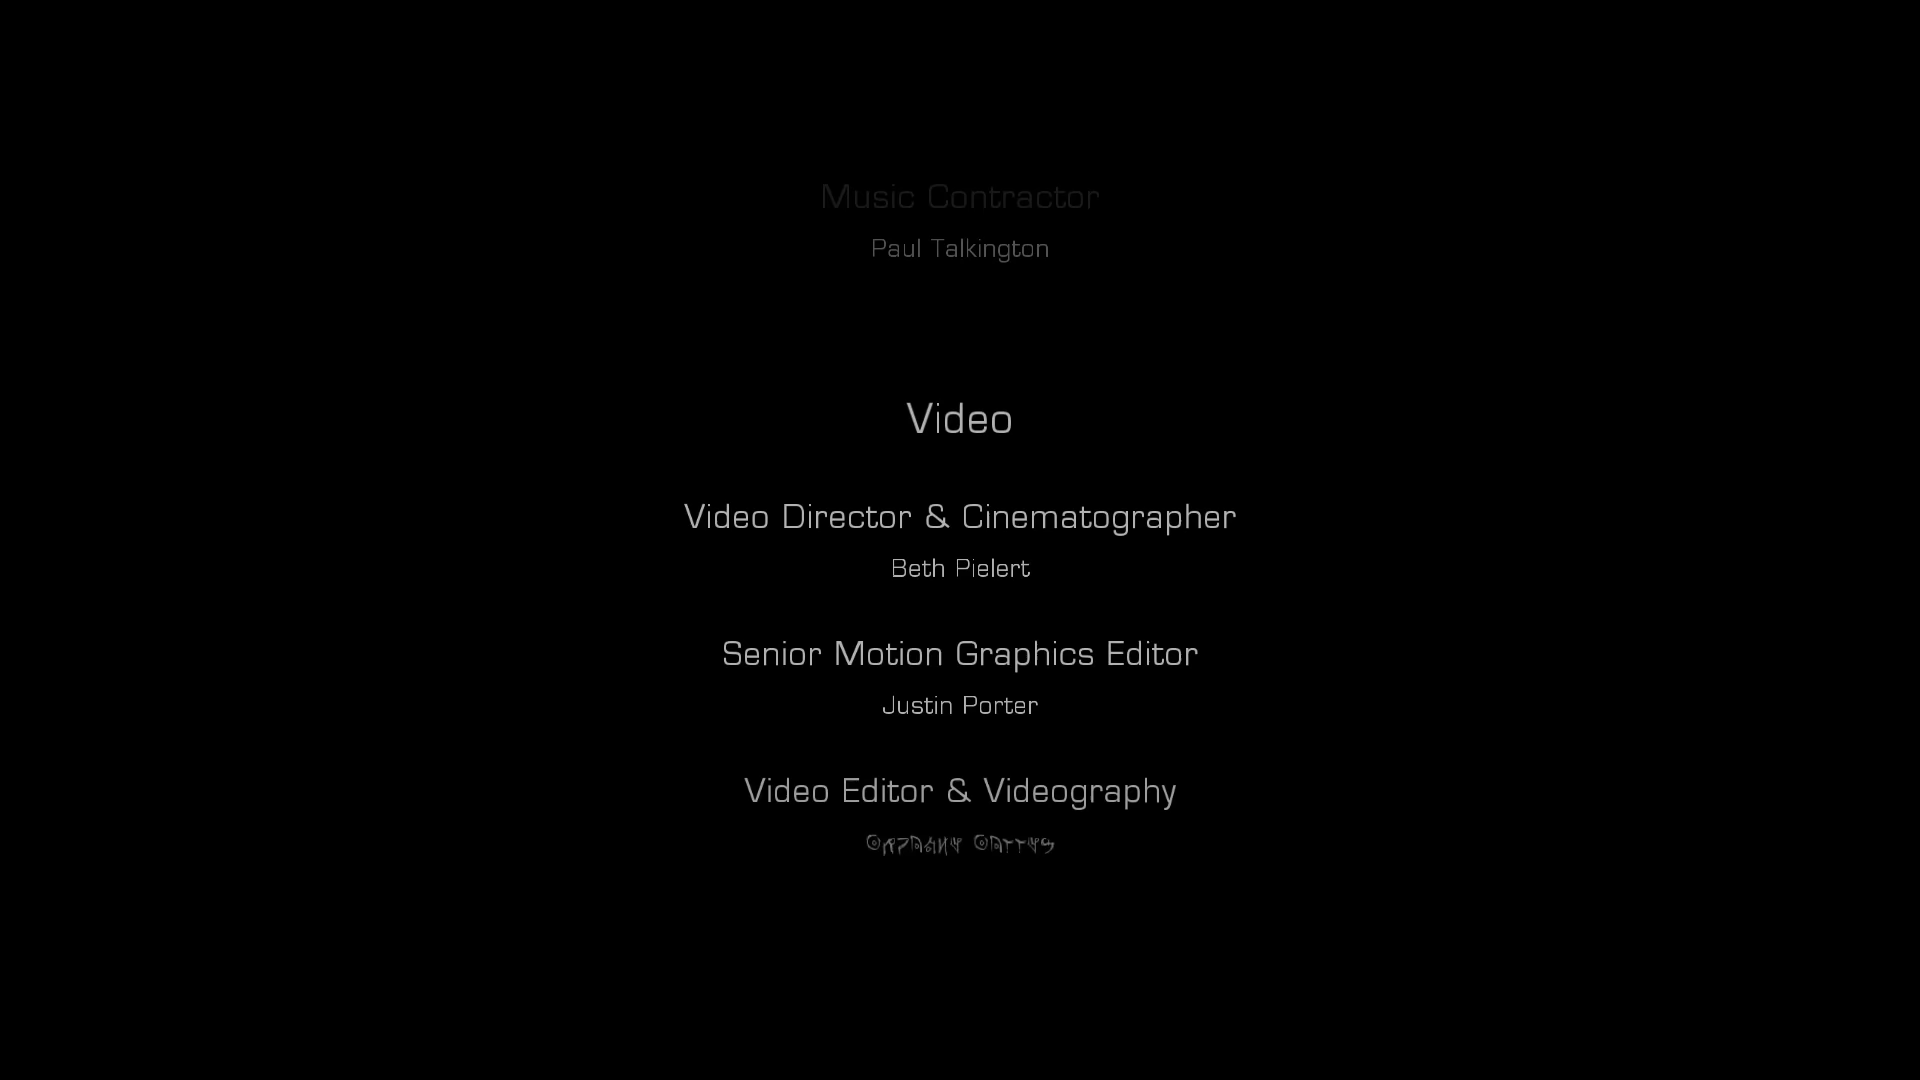 Music Contractor
Paul Talkington
Video
Video Director & Cinematographer
Beth Pielert
Senior Motion Graphics Editor
Justin Porter
Video Editor & Videography